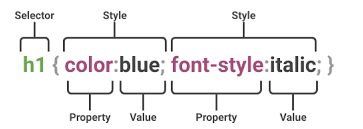 Selector Style Style
h1 { color:blue; font-style:italic; }
Property Value Property Value